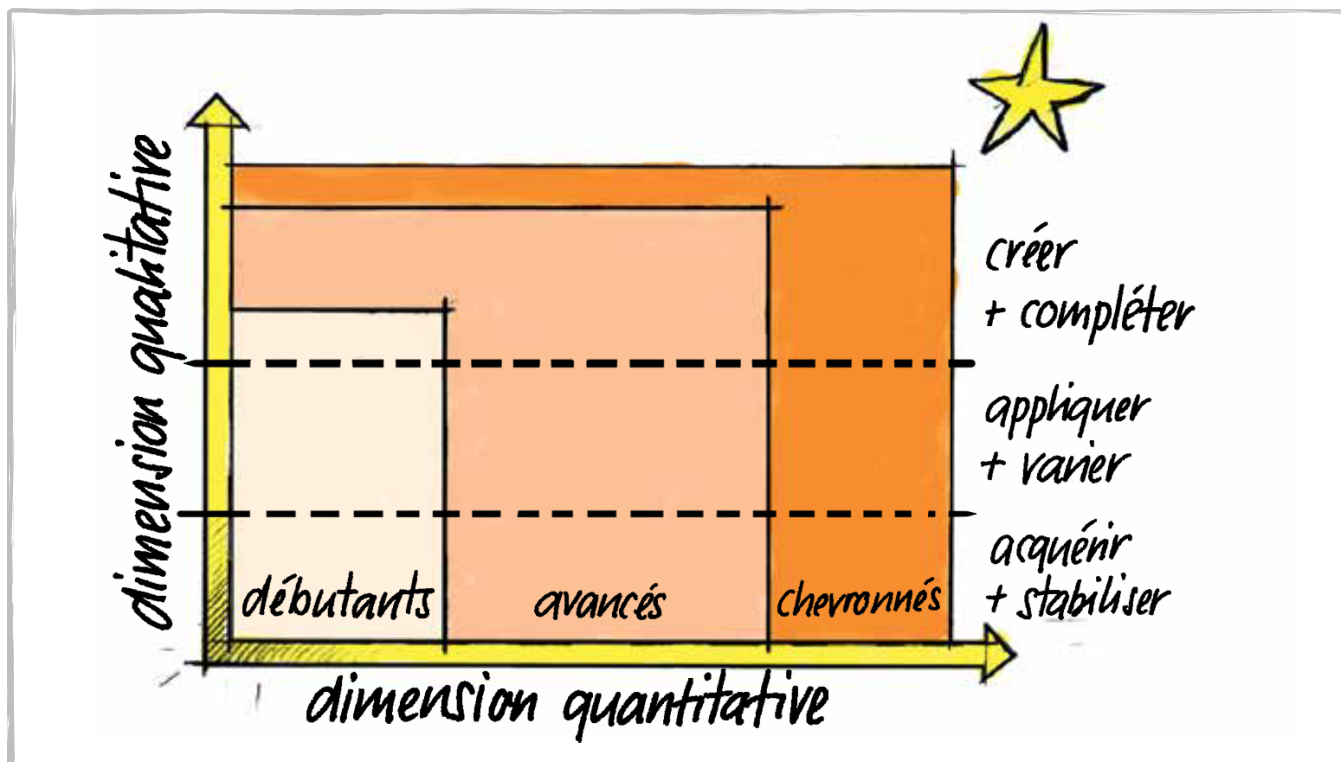 dimension qualitative
créer
+ compléter
appliquer
+ varier
acquérir
+ stabiliser
débutants
avancés
chevronnés
dimension quantitative